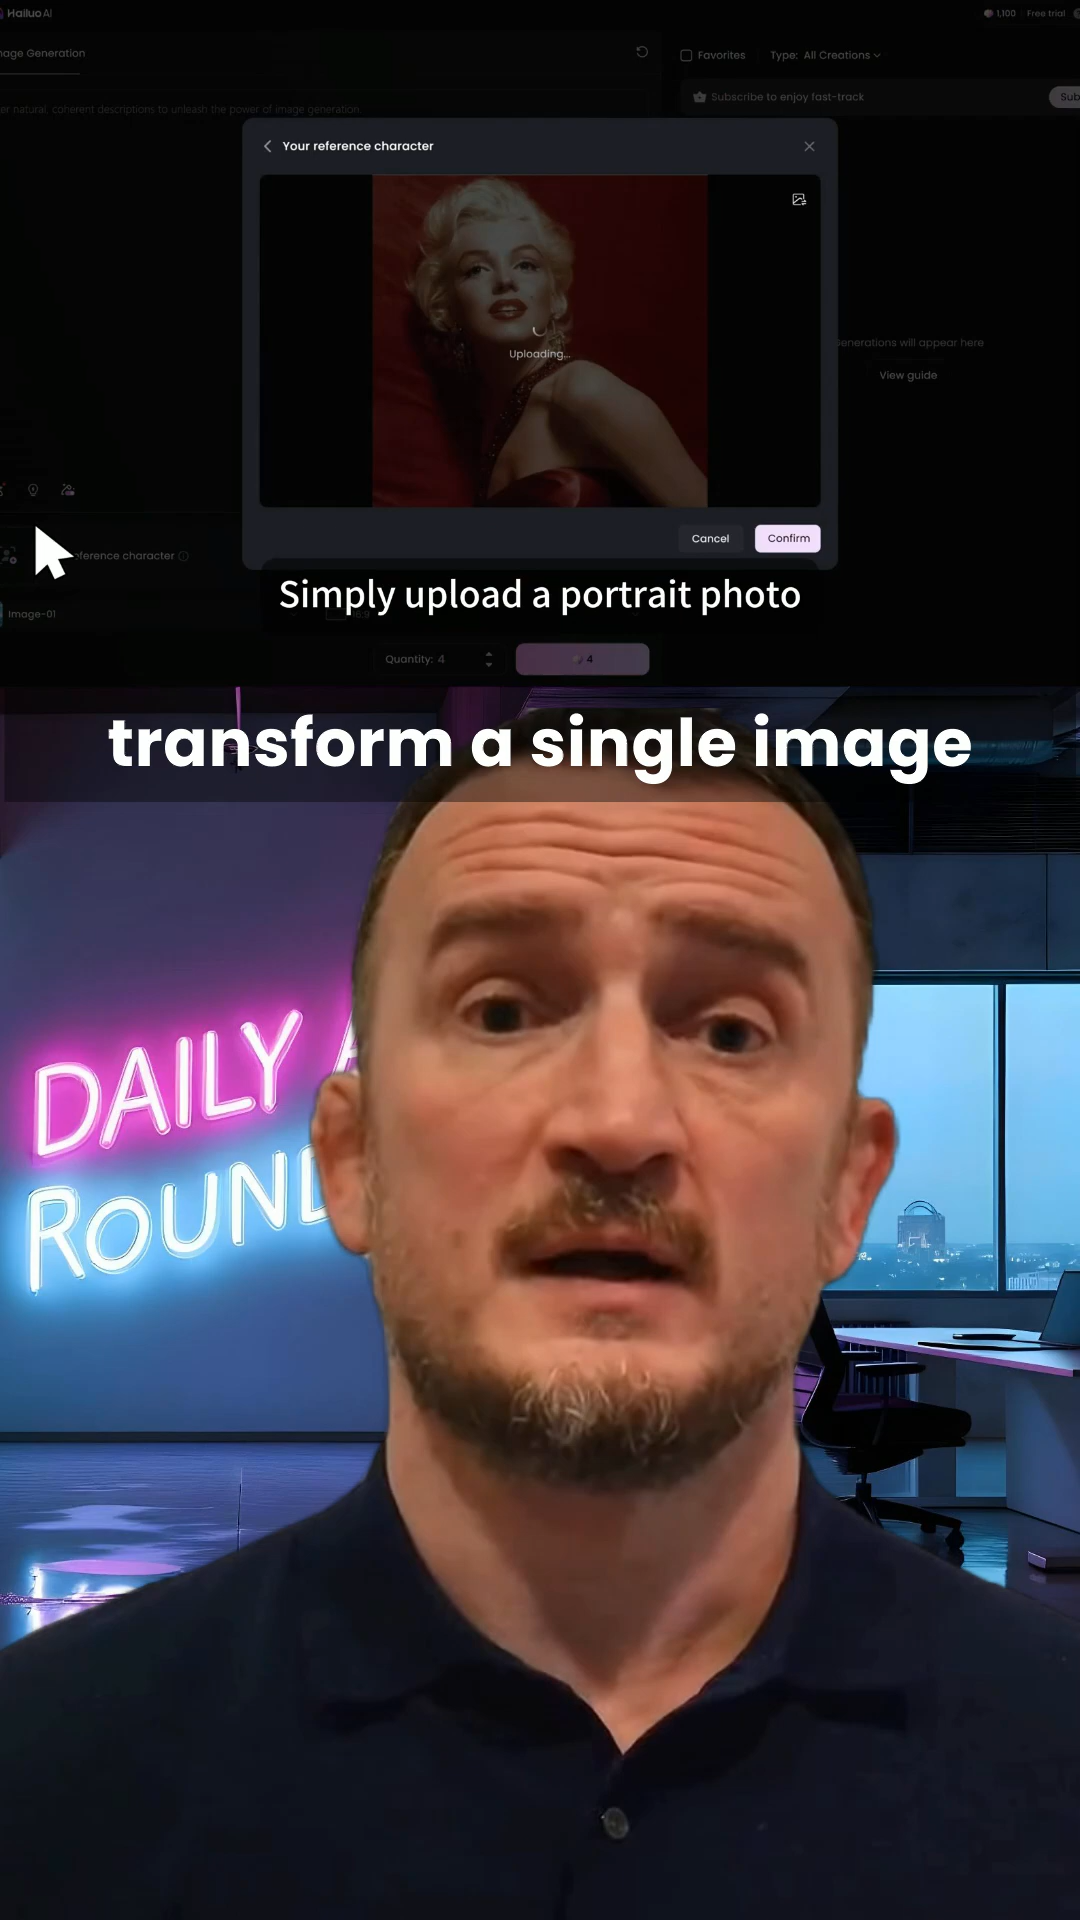 Hailuo AI
1,100
Free trial
mage Generation
Favorites
Type: All Creations
er natural, coherent descriptions to unleash the power of image generation.
Subscribe to enjoy fast-track
Sub
Your reference character
Uploading...
enerations will appear here
View guide
Cancel
Confirm
ference character
Simply upload a portrait photo
Image-01
Quantity: 4
4
transform a single image
DAILY A
ROUND